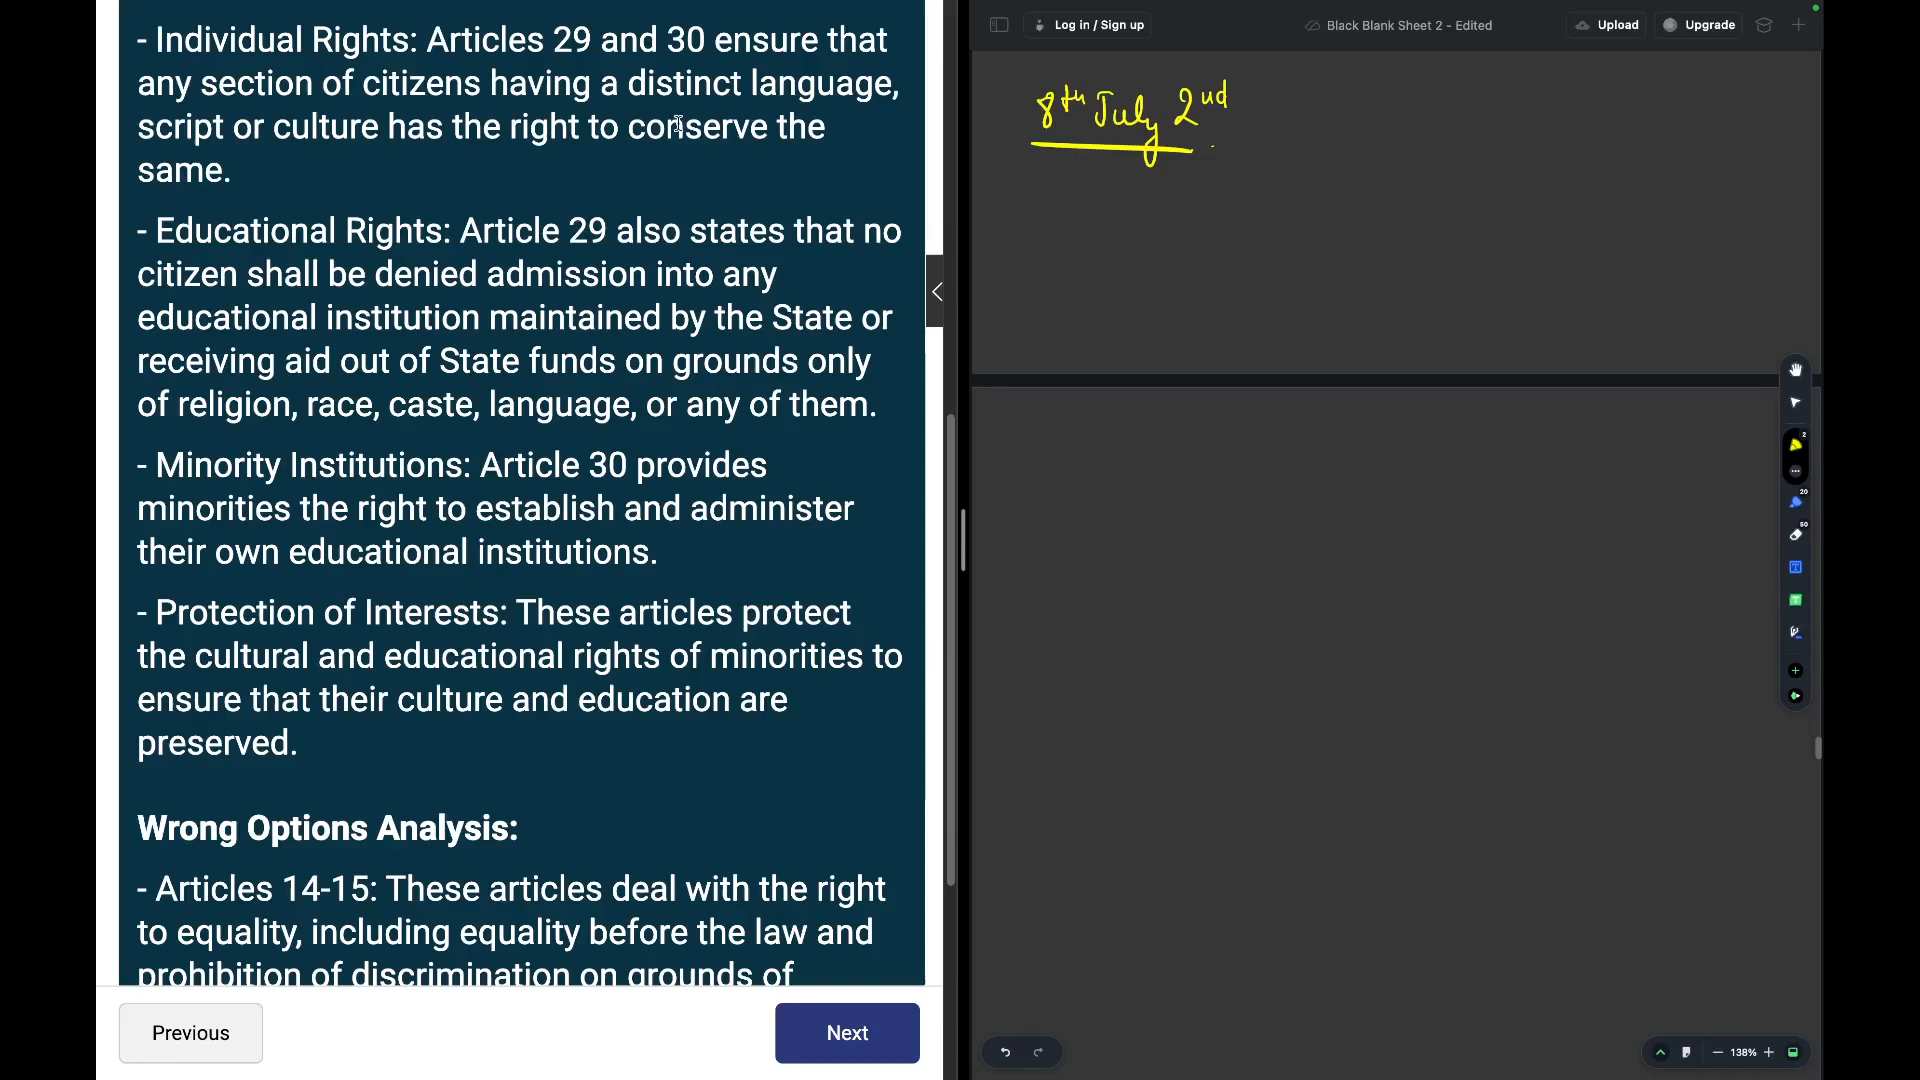 - Individual Rights: Articles 29 and 30 ensure that
any section of citizens having a distinct language,
script or culture has the right to conserve the
same.
- Educational Rights: Article 29 also states that no
citizen shall be denied admission into any
educational institution maintained by the State or
receiving aid out of State funds on grounds only
of religion, race, caste, language, or any of them.
- Minority Institutions: Article 30 provides
minorities the right to establish and administer
their own educational institutions.
- Protection of Interests: These articles protect
the cultural and educational rights of minorities to
ensure that their culture and education are
preserved.
Wrong Options Analysis:
- Articles 14-15: These articles deal with the right
to equality, including equality before the law and
prohibition of discrimination on grounds of
Previous
Next
Log in / Sign up
Black Blank Sheet 2 - Edited
Upload
Upgrade
8th July 2nd
2
20
50
138%